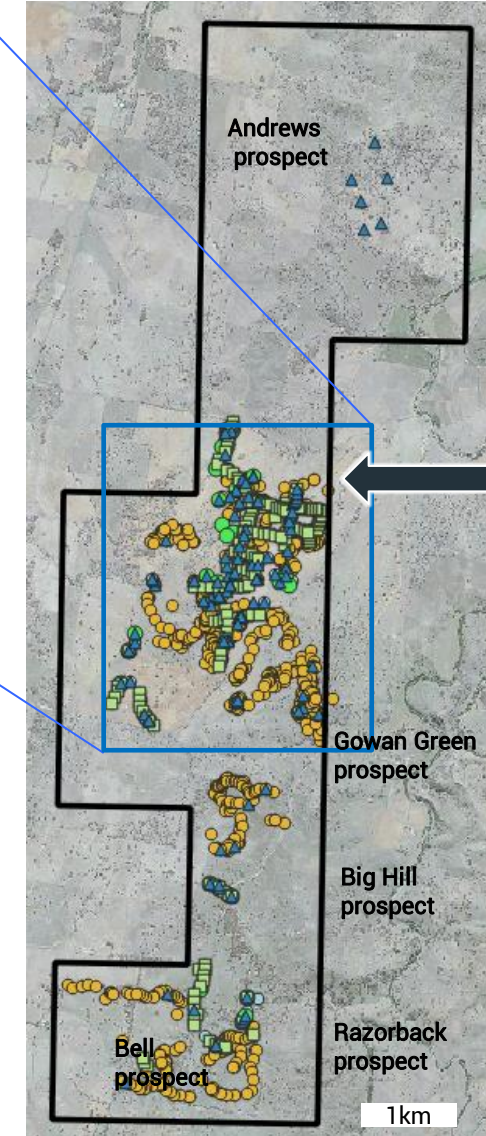 Andrews
prospect
Gowan Green
prospect
Big Hill
prospect
Razorback
prospect
Bell
prospect
1km